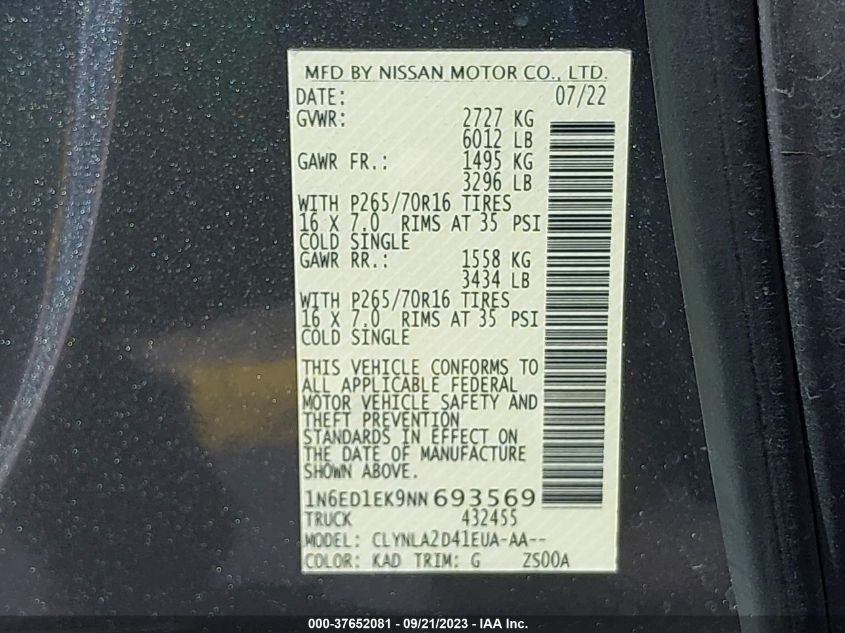 MFD BY NISSAN MOTOR CO., LTD.
DATE: 07/22
GVWR: 2727 KG
6012 LB
GAWR FR.: 1495 KG
3296 LB
WITH P265/70R16 TIRES
16 X 7.0 RIMS AT 35 PSI
COLD SINGLE
GAWR RR.: 1558 KG
3434 LB
WITH P265/70R16 TIRES
16 X 7.0 RIMS AT 35 PSI
COLD SINGLE
THIS VEHICLE CONFORMS TO
ALL APPLICABLE FEDERAL
MOTOR VEHICLE SAFETY AND
THEFT PREVENTION
STANDARDS IN EFFECT ON
THE DATE OF MANUFACTURE
SHOWN ABOVE.
1N6ED1EK9NN693569
TRUCK 432455
MODEL: CLYNLA2D41EUA-AA--
COLOR: KAD TRIM: G ZS00A
000-37652081 - 09/21/2023 - IAA Inc.